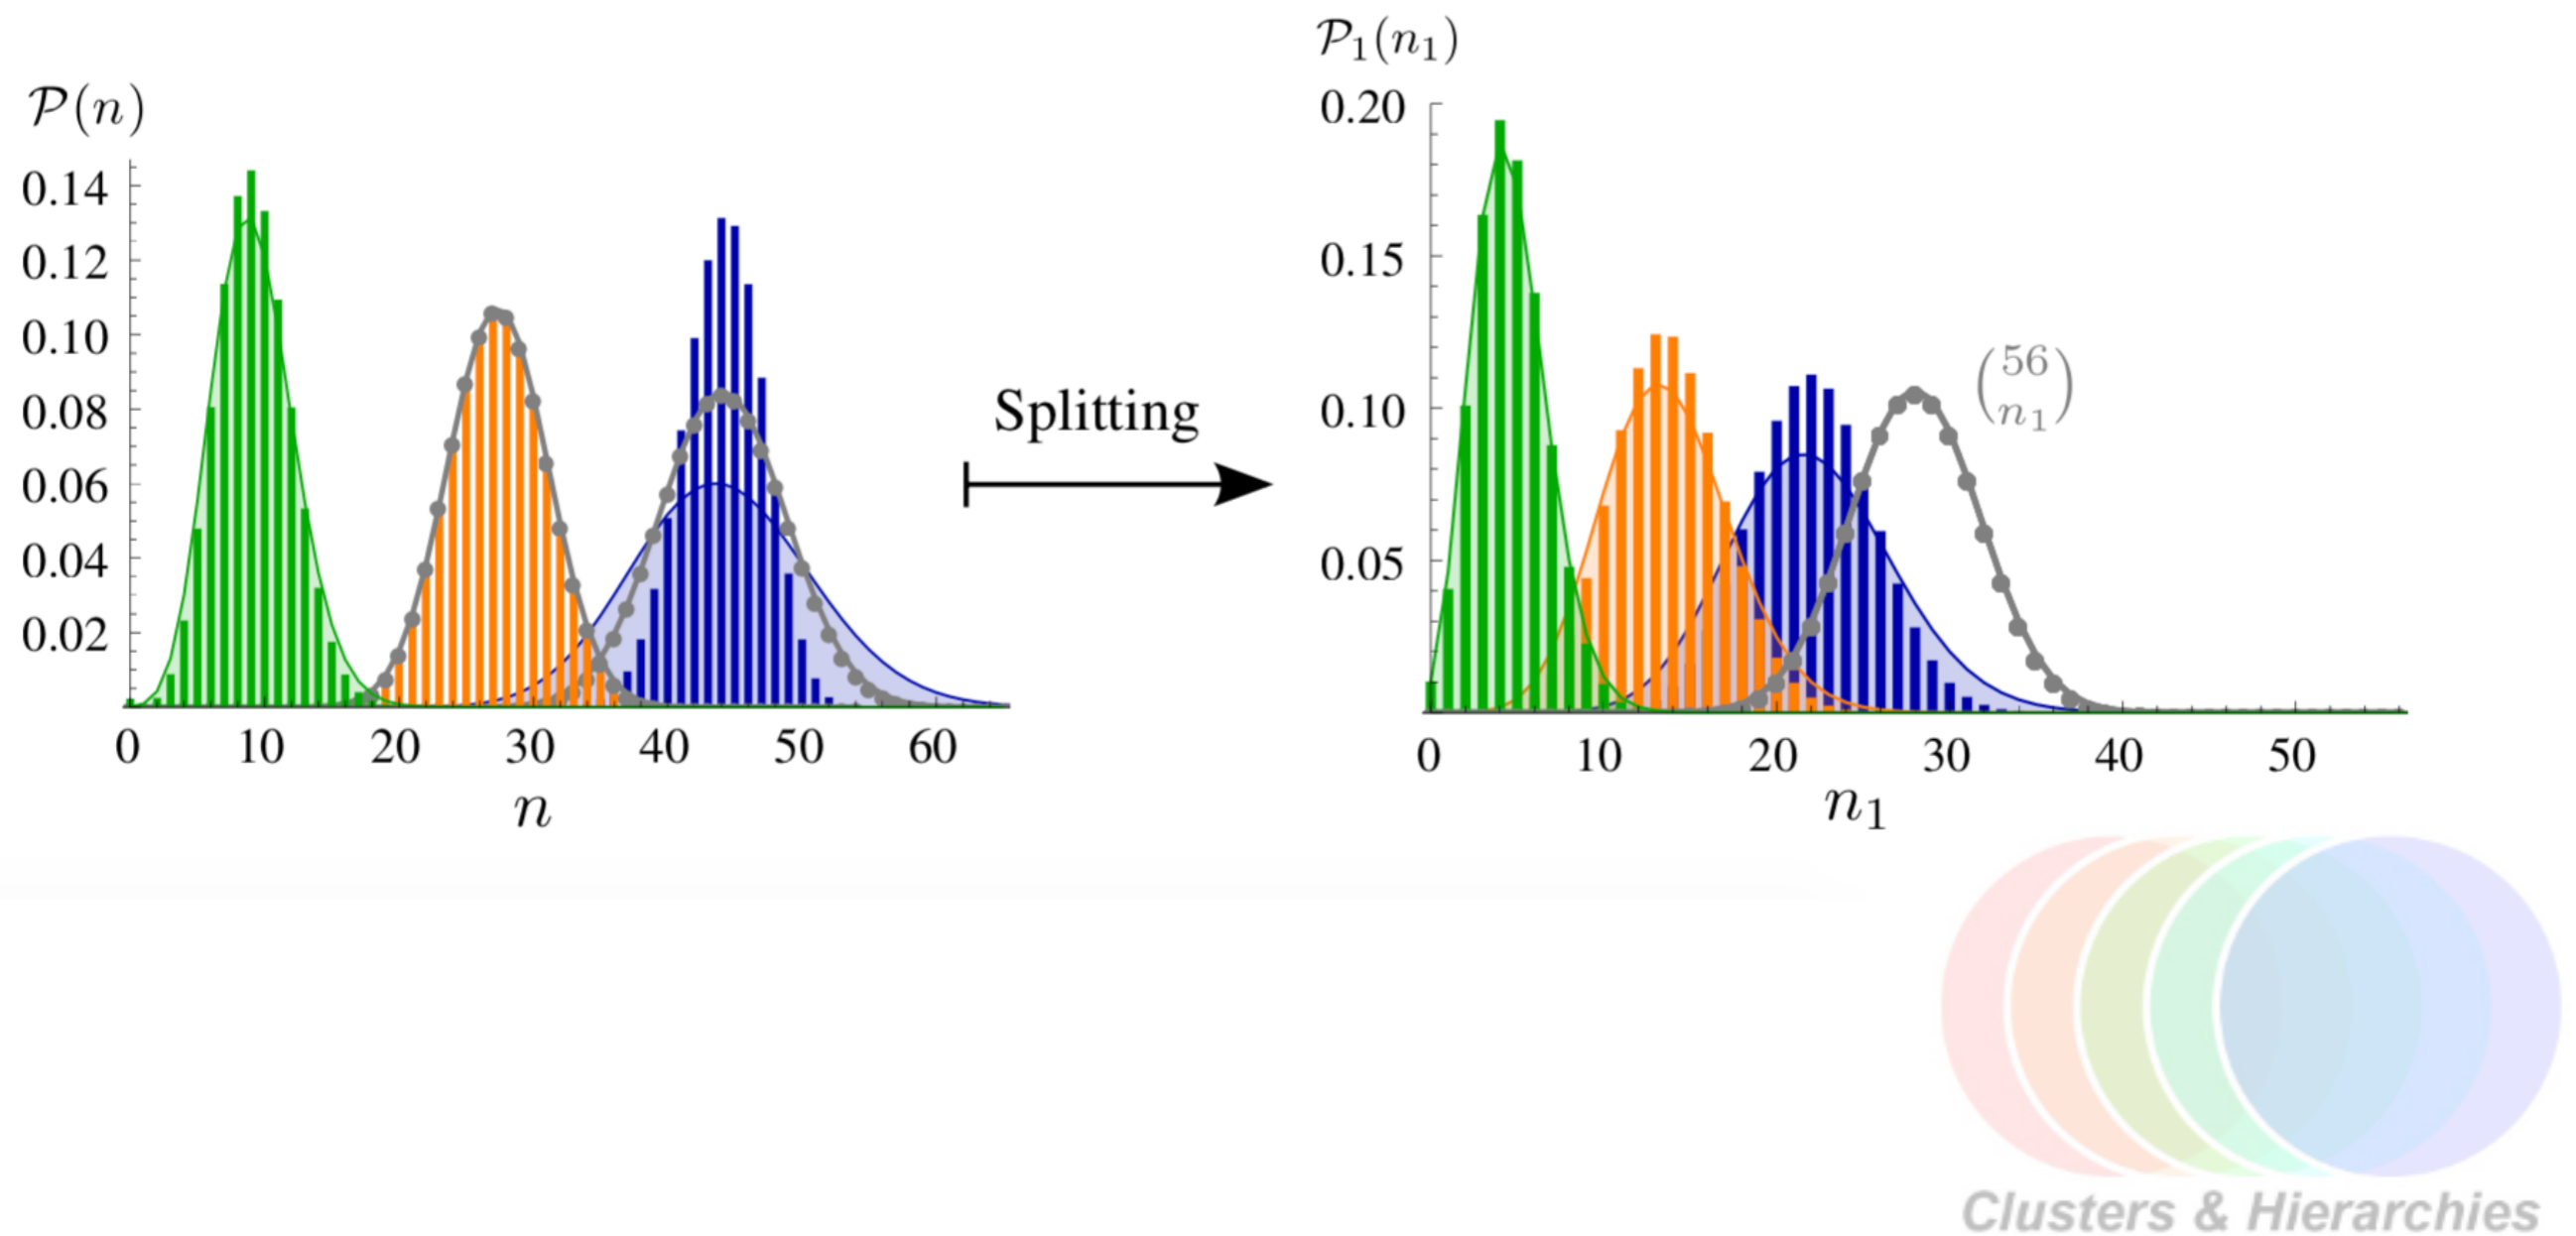 𝒫(n)
0.14
0.12
0.10
0.08
0.06
0.04
0.02
0 10 20 30 40 50 60
n
Splitting
𝒫₁(n₁)
0.20
0.15
0.10
0.05
(56
n₁)
0 10 20 30 40 50
n₁
Clusters & Hierarchies